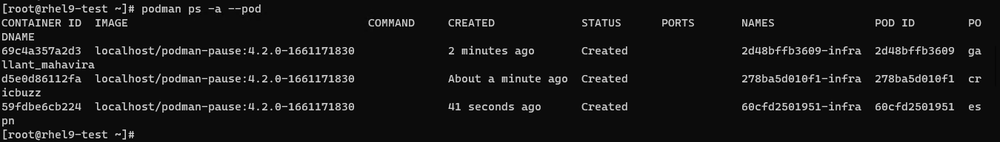 [root@rhel9-test ~]# podman ps -a --pod
CONTAINER ID  IMAGE                                    COMMAND     CREATED             STATUS      PORTS       NAMES               POD ID        PO
DNAME
69c4a357a2d3  localhost/podman-pause:4.2.0-1661171830              2 minutes ago       Created                 2d48bffb3609-infra  2d48bffb3609  ga
llant_mahavira
d5e0d86112fa  localhost/podman-pause:4.2.0-1661171830              About a minute ago  Created                 278ba5d010f1-infra  278ba5d010f1  cr
icbuzz
59fdbe6cb224  localhost/podman-pause:4.2.0-1661171830              41 seconds ago      Created                 60cfd2501951-infra  60cfd2501951  es
pn
[root@rhel9-test ~]#